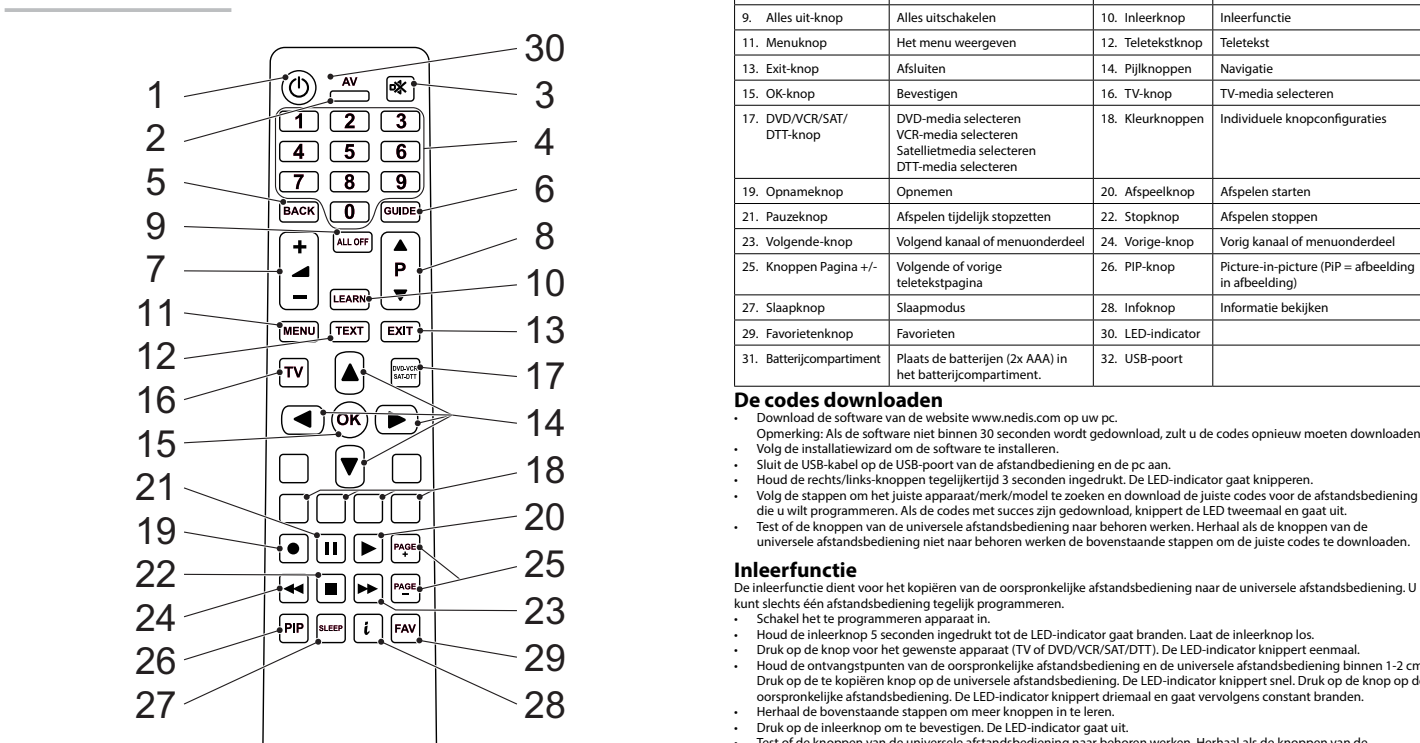 30
AV
1
3
2
1 2 3
4
4 5 6
5
7 8 9
6
BACK 0 GUIDE
9
ALL OFF
8
+
7
P
LEARN
10
−
11
MENU TEXT EXIT
13
12
TV
DVD-VCR
SAT-DTT
17
16
OK
14
15
18
21
20
19
PAGE
+
25
22
PAGE
−
24
23
PIP SLEEP i FAV
29
26
27
28
9. Alles uit-knop Alles uitschakelen 10. Inleerknop Inleerfunctie
11. Menuknop Het menu weergeven 12. Teletekstknop Teletekst
13. Exit-knop Afsluiten 14. Pijlknoppen Navigatie
15. OK-knop Bevestigen 16. TV-knop TV-media selecteren
17. DVD/VCR/SAT/ DVD-media selecteren 18. Kleurknoppen Individuele knopconfiguraties
DTT-knop VCR-media selecteren
Satellietmedia selecteren
DTT-media selecteren
19. Opnameknop Opnemen 20. Afspeelknop Afspelen starten
21. Pauzeknop Afspelen tijdelijk stopzetten 22. Stopknop Afspelen stoppen
23. Volgende-knop Volgend kanaal of menuonderdeel 24. Vorige-knop Vorig kanaal of menuonderdeel
25. Knoppen Pagina +/- Volgende of vorige 26. PIP-knop Picture-in-picture (PiP = afbeelding
teletekstpagina in afbeelding)
27. Slaapknop Slaapmodus 28. Infoknop Informatie bekijken
29. Favorietenknop Favorieten 30. LED-indicator
31. Batterijcompartiment Plaats de batterijen (2x AAA) in 32. USB-poort
het batterijcompartiment.
De codes downloaden
• Download de software van de website www.nedis.com op uw pc.
Opmerking: Als de software niet binnen 30 seconden wordt gedownload, zult u de codes opnieuw moeten downloaden
• Volg de installatiewizard om de software te installeren.
• Sluit de USB-kabel op de USB-poort van de afstandbediening en de pc aan.
• Houd de rechts/links-knoppen tegelijkertijd 3 seconden ingedrukt. De LED-indicator gaat knipperen.
• Volg de stappen om het juiste apparaat/merk/model te zoeken en download de juiste codes voor de afstandsbediening
die u wilt programmeren. Als de codes met succes zijn gedownload, knippert de LED tweemaal en gaat uit.
• Test of de knoppen van de universele afstandsbediening naar behoren werken. Herhaal als de knoppen van de
universele afstandsbediening niet naar behoren werken de bovenstaande stappen om de juiste codes te downloaden.
Inleerfunctie
De inleerfunctie dient voor het kopiëren van de oorspronkelijke afstandsbediening naar de universele afstandsbediening. U
kunt slechts één afstandsbediening tegelijk programmeren.
• Schakel het te programmeren apparaat in.
• Houd de inleerknop 5 seconden ingedrukt tot de LED-indicator gaat branden. Laat de inleerknop los.
• Druk op de knop voor het gewenste apparaat (TV of DVD/VCR/SAT/DTT). De LED-indicator knippert eenmaal.
• Houd de ontvangstpunten van de oorspronkelijke afstandsbediening en de universele afstandsbediening binnen 1-2 cm
Druk op de te kopiëren knop op de universele afstandsbediening. De LED-indicator knippert snel. Druk op de knop op d
oorspronkelijke afstandsbediening. De LED-indicator knippert driemaal en gaat vervolgens constant branden.
• Herhaal de bovenstaande stappen om meer knoppen in te leren.
• Druk op de inleerknop om te bevestigen. De LED-indicator gaat uit.
• Test of de knoppen van de universele afstandsbediening naar behoren werken. Herhaal als de knoppen van de